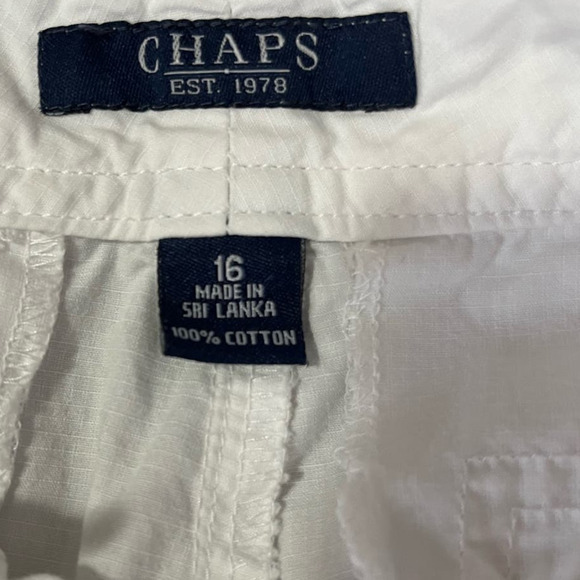 CHAPS
EST. 1978
16
MADE IN
SRI LANKA
100% COTTON